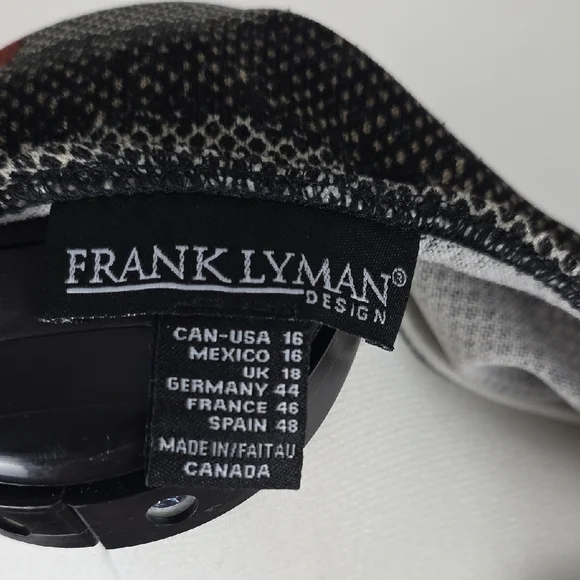 FRANK LYMAN®
DESIGN
CAN-USA 16
MEXICO 16
UK 18
GERMANY 44
FRANCE 46
SPAIN 48
MADE IN/FAIT AU
CANADA